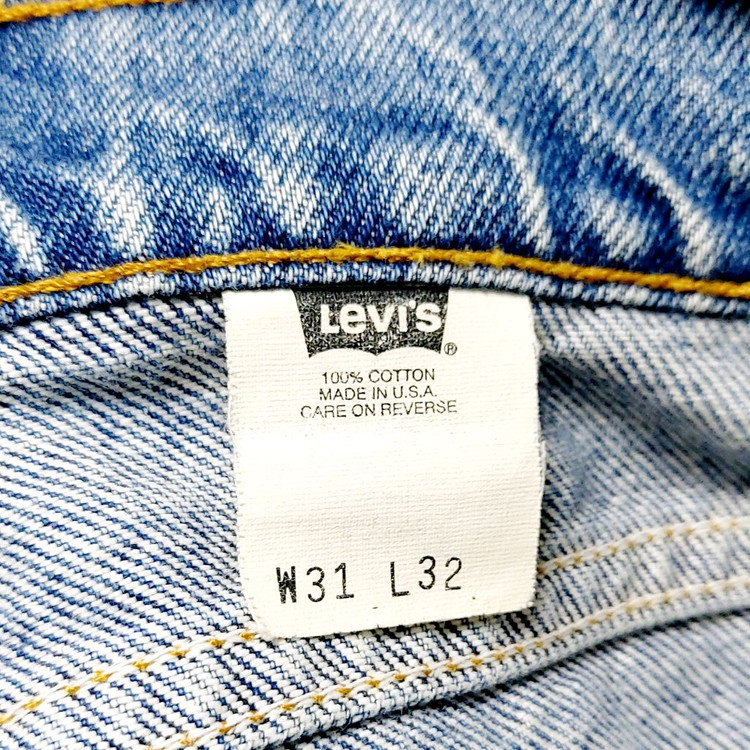 Levi's®
100% COTTON
MADE IN U.S.A.
CARE ON REVERSE
W31 L32